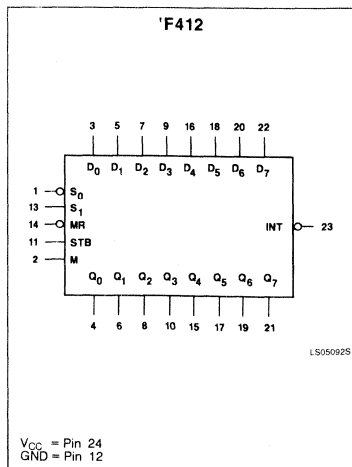 'F412
3 5 7 9 16 18 20 22
D0 D1 D2 D3 D4 D5 D6 D7
1 S0
13 S1
14 MR
INT 23
11 STB
2 M
Q0 Q1 Q2 Q3 Q4 Q5 Q6 Q7
4 6 8 10 15 17 19 21
LS05092S
VCC = Pin 24
GND = Pin 12